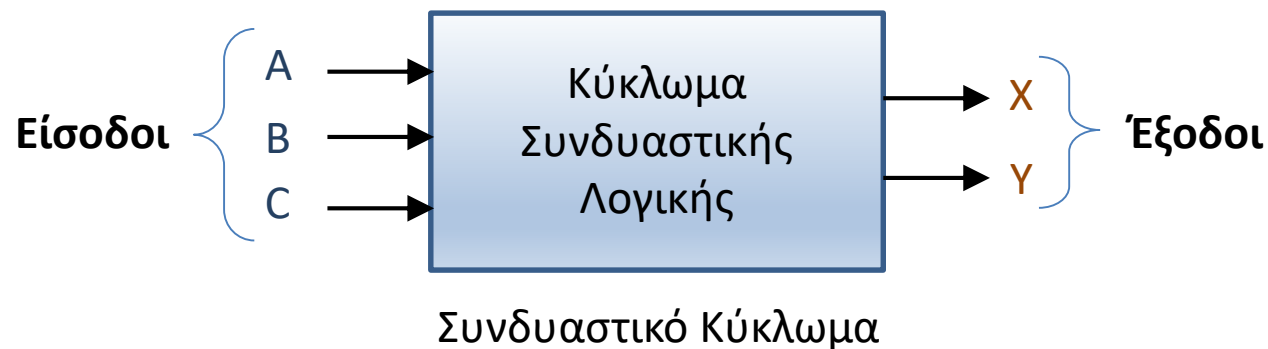 Είσοδοι
A
B
C
Κύκλωμα
Συνδυαστικής
Λογικής
X
Y
Έξοδοι
Συνδυαστικό Κύκλωμα